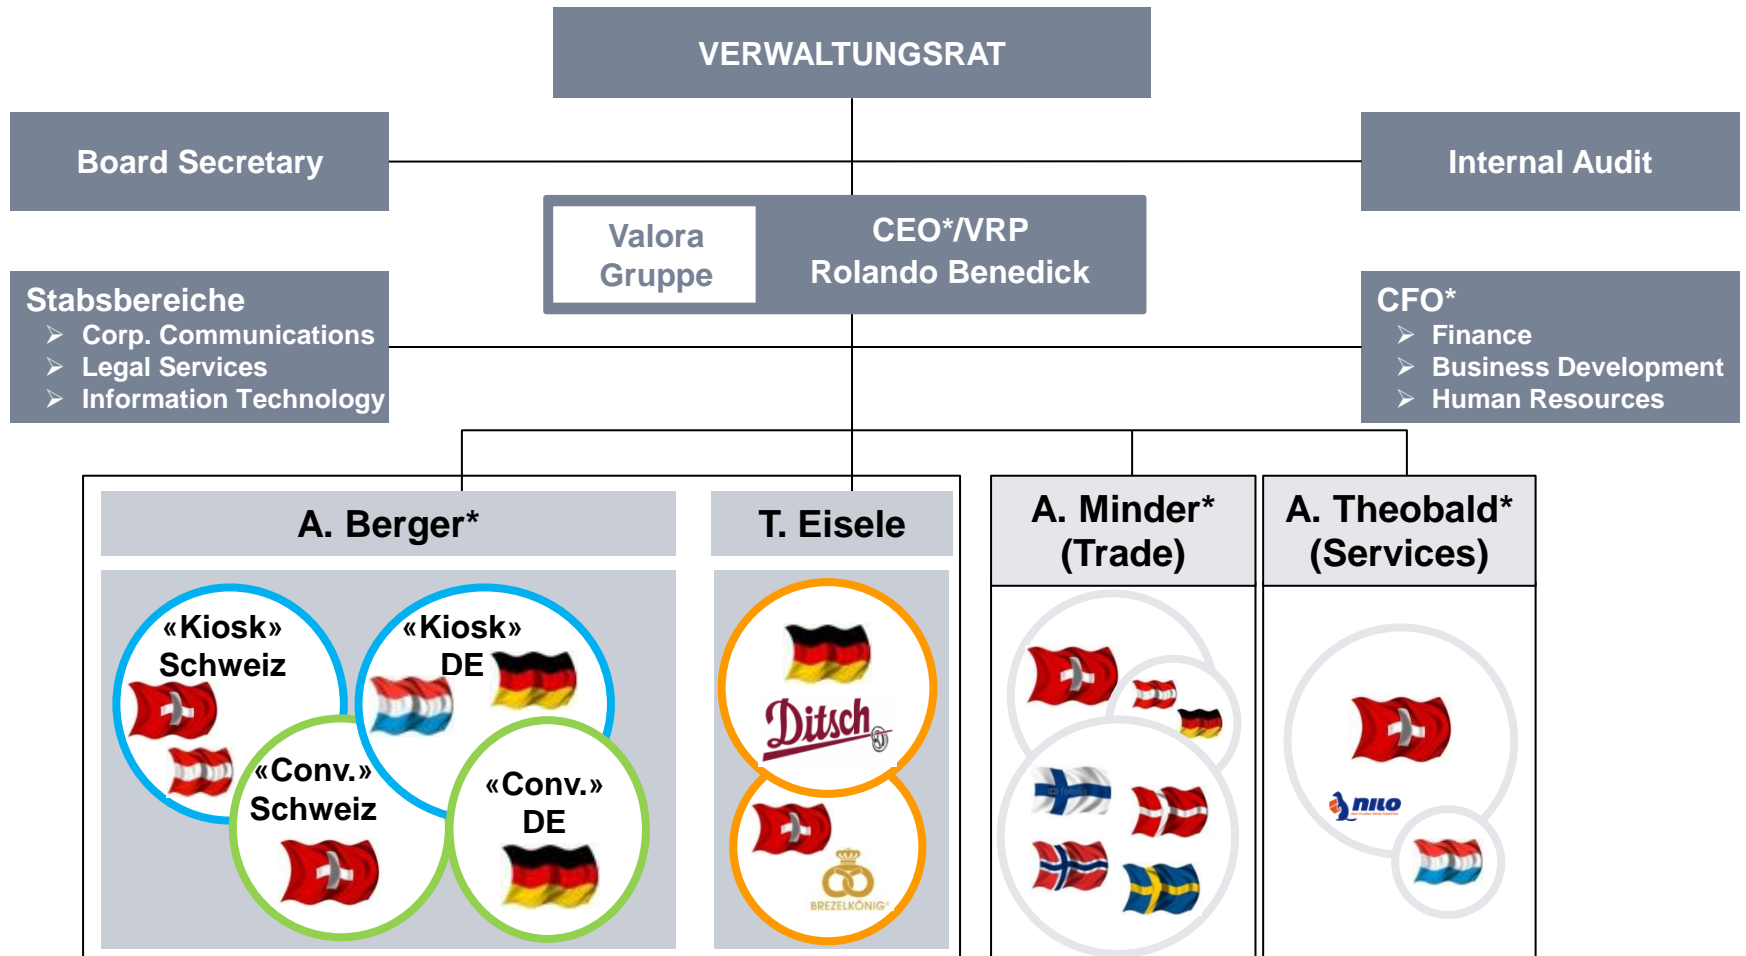 VERWALTUNGSRAT
Board Secretary
Internal Audit
Valora
Gruppe
CEO*/VRP
Rolando Benedick
Stabsbereiche
➢ Corp. Communications
➢ Legal Services
➢ Information Technology
CFO*
➢ Finance
➢ Business Development
➢ Human Resources
A. Berger*
T. Eisele
A. Minder*
(Trade)
A. Theobald*
(Services)
«Kiosk»
Schweiz
«Kiosk»
DE
«Conv.»
Schweiz
«Conv.»
DE
Ditsch
BREZELKÖNIG
fotolia
NILO